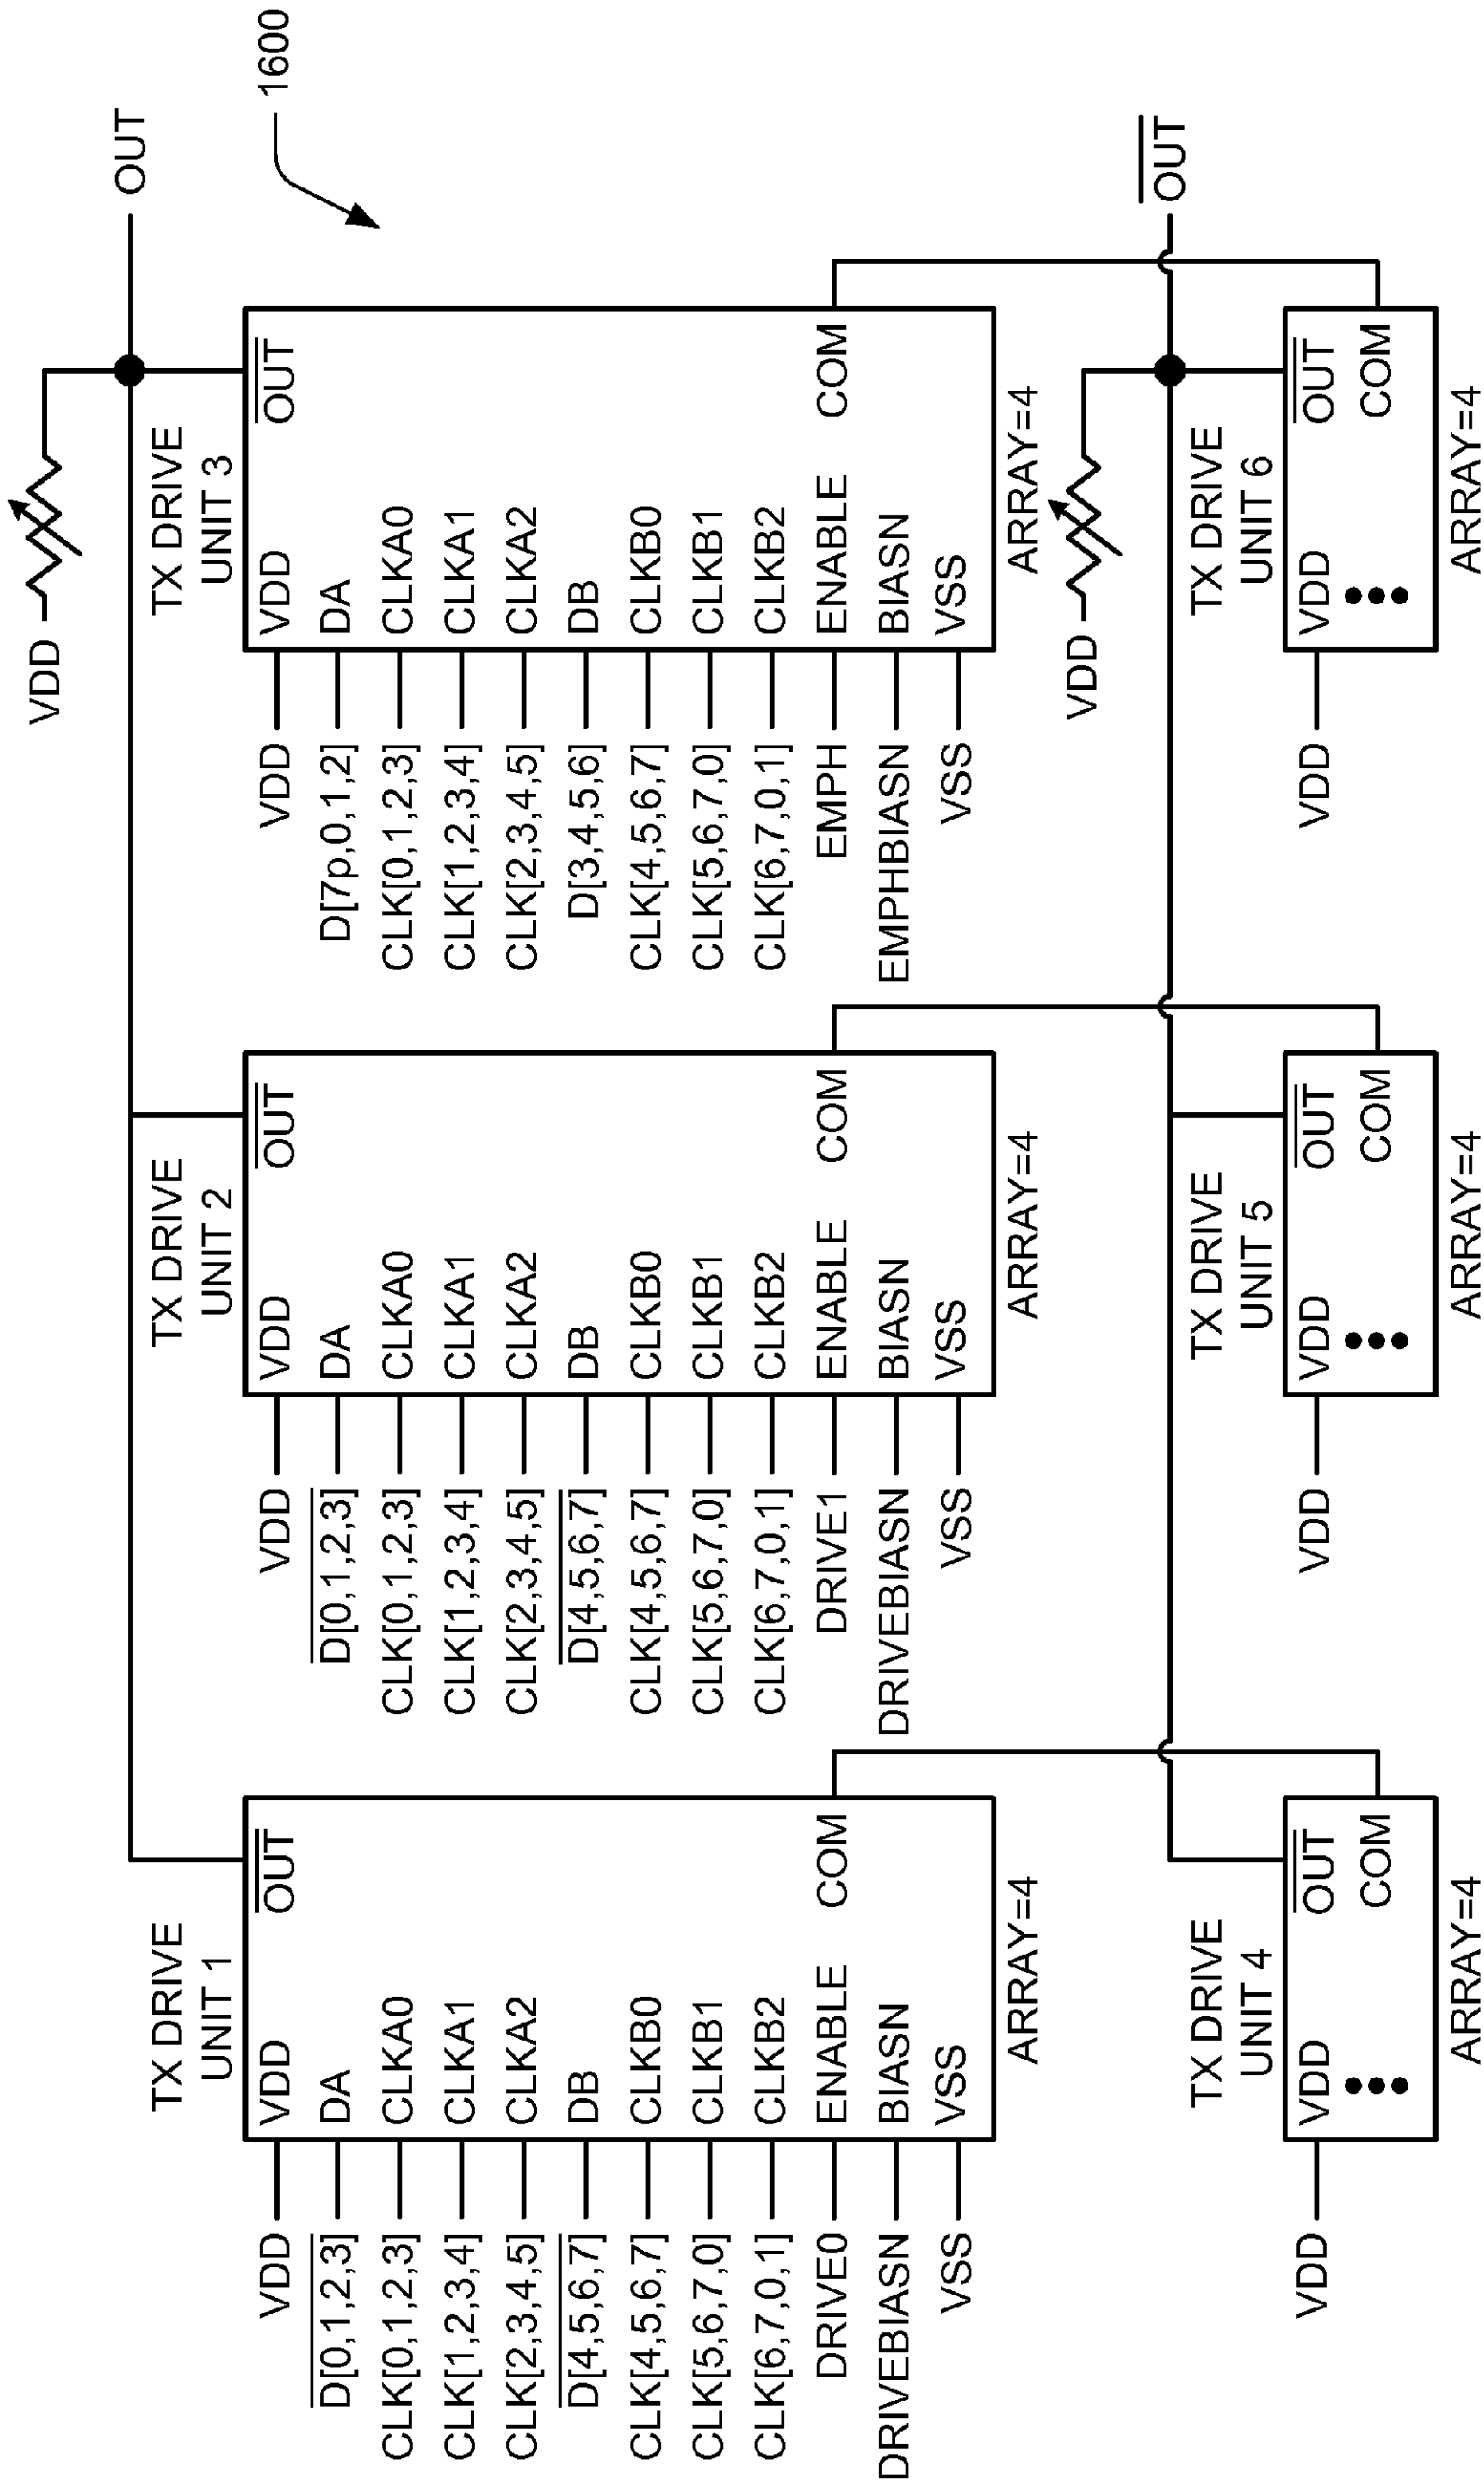 VDD
OUT
1600
TX DRIVE
UNIT 1
VDD
D[0,1,2,3]
CLK[0,1,2,3]
CLK[1,2,3,4]
CLK[2,3,4,5]
D[4,5,6,7]
CLK[4,5,6,7]
CLK[5,6,7,0]
CLK[6,7,0,1]
DRIVE0
DRIVEBIASN
VSS
VDD
DA
CLKA0
CLKA1
CLKA2
DB
CLKB0
CLKB1
CLKB2
ENABLE
BIASN
VSS
OUT
COM
ARRAY=4
TX DRIVE
UNIT 2
VDD
D[0,1,2,3]
CLK[0,1,2,3]
CLK[1,2,3,4]
CLK[2,3,4,5]
D[4,5,6,7]
CLK[4,5,6,7]
CLK[5,6,7,0]
CLK[6,7,0,1]
DRIVE1
DRIVEBIASN
VSS
VDD
DA
CLKA0
CLKA1
CLKA2
DB
CLKB0
CLKB1
CLKB2
ENABLE
BIASN
VSS
OUT
COM
ARRAY=4
TX DRIVE
UNIT 3
VDD
D[7p,0,1,2]
CLK[0,1,2,3]
CLK[1,2,3,4]
CLK[2,3,4,5]
D[3,4,5,6]
CLK[4,5,6,7]
CLK[5,6,7,0]
CLK[6,7,0,1]
EMPH
EMPHBIASN
VSS
VDD
DA
CLKA0
CLKA1
CLKA2
DB
CLKB0
CLKB1
CLKB2
ENABLE
BIASN
VSS
OUT
COM
ARRAY=4
VDD
OUT
TX DRIVE
UNIT 4
VDD
VDD
OUT
COM
ARRAY=4
TX DRIVE
UNIT 5
VDD
VDD
OUT
COM
ARRAY=4
TX DRIVE
UNIT 6
VDD
VDD
OUT
COM
ARRAY=4